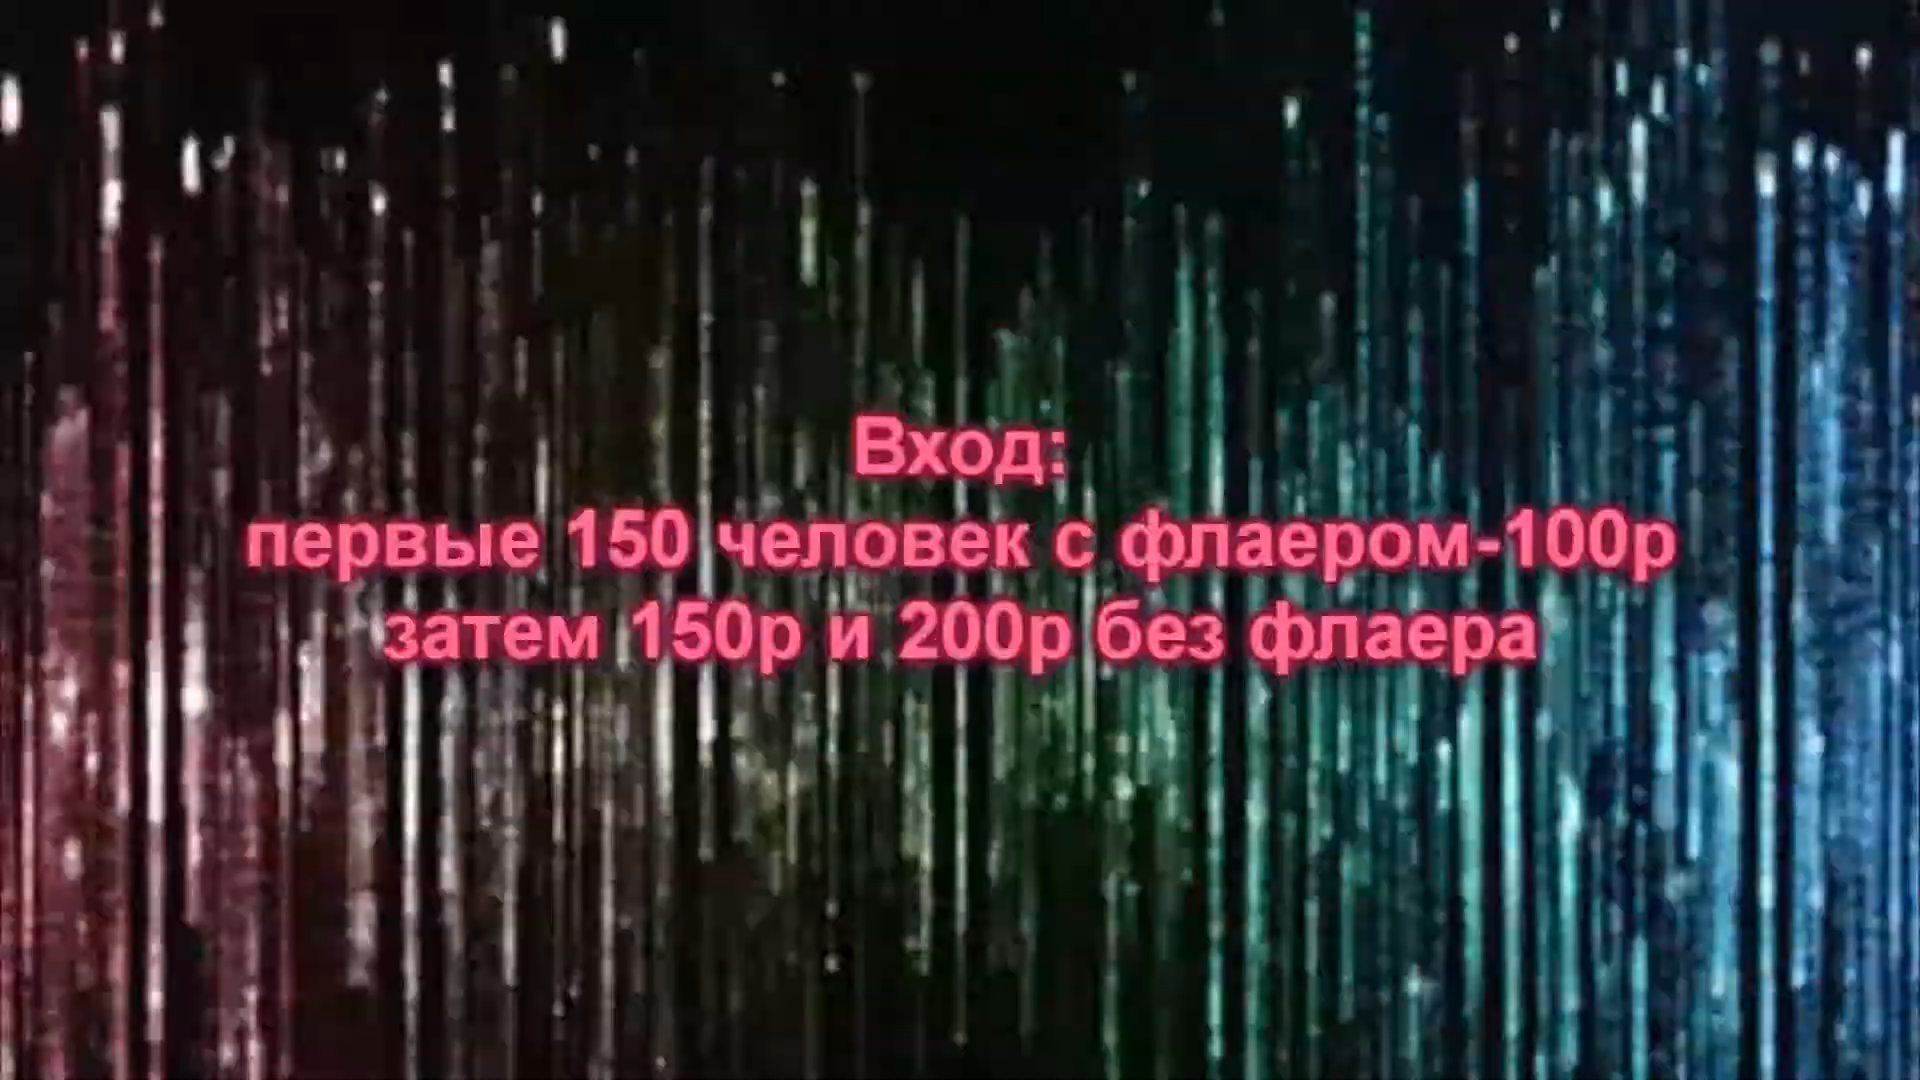 Вход:
первые 150 человек с флаером-100р
затем 150р и 200р без флаера